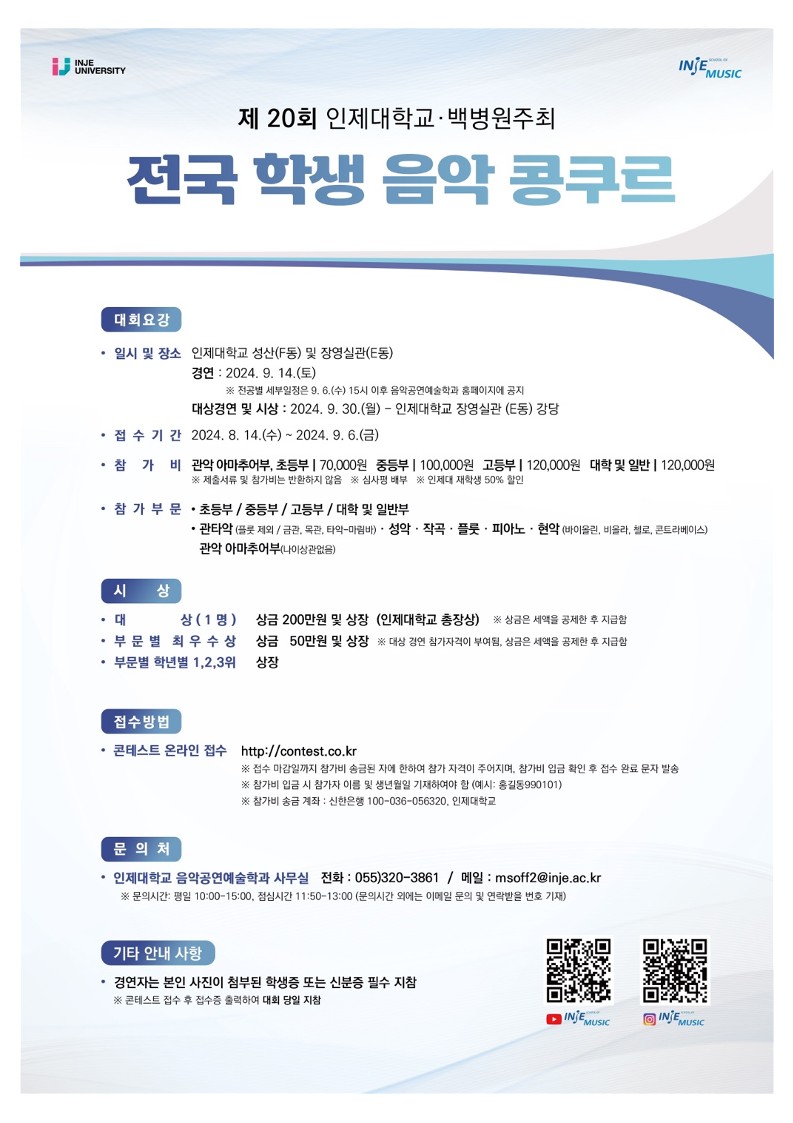 INJE
UNIVERSITY
SCHOOL OF
INJE
MUSIC
제 20회 인제대학교·백병원주최
전국 학생 음악 콩쿠르
대회요강
• 일시 및 장소 인제대학교 성산(F동) 및 장영실관(E동)
경연 : 2024. 9. 14.(토)
※ 전공별 세부일정은 9. 6.(수) 15시 이후 음악공연예술학과 홈페이지에 공지
대상경연 및 시상 : 2024. 9. 30.(월) - 인제대학교 장영실관 (E동) 강당
• 접 수 기 간 2024. 8. 14.(수) ~ 2024. 9. 6.(금)
• 참 가 비 관악 아마추어부, 초등부 | 70,000원 중등부 | 100,000원 고등부 | 120,000원 대학 및 일반 | 120,000원
※ 제출서류 및 참가비는 반환하지 않음 ※ 심사평 배부 ※ 인제대 재학생 50% 할인
• 참 가 부 문 • 초등부 / 중등부 / 고등부 / 대학 및 일반부
• 관타악 (플룻 제외 / 금관, 목관, 타악-마림바) · 성악 · 작곡 · 플룻 · 피아노 · 현악 (바이올린, 비올라, 첼로, 콘트라베이스)
관악 아마추어부(나이상관없음)
시 상
• 대 상 ( 1 명 ) 상금 200만원 및 상장 (인제대학교 총장상) ※ 상금은 세액을 공제한 후 지급함
• 부 문 별 최 우 수 상 상금 50만원 및 상장 ※ 대상 경연 참가자격이 부여됨, 상금은 세액을 공제한 후 지급함
• 부문별 학년별 1,2,3위 상장
접수방법
• 콘테스트 온라인 접수 http://contest.co.kr
※ 접수 마감일까지 참가비 송금된 자에 한하여 참가 자격이 주어지며, 참가비 입금 확인 후 접수 완료 문자 발송
※ 참가비 입금 시 참가자 이름 및 생년월일 기재하여야 함 (예시: 홍길동990101)
※ 참가비 송금 계좌 : 신한은행 100-036-056320, 인제대학교
문 의 처
• 인제대학교 음악공연예술학과 사무실 전화 : 055)320-3861 / 메일 : msoff2@inje.ac.kr
※ 문의시간: 평일 10:00-15:00, 점심시간 11:50-13:00 (문의시간 외에는 이메일 문의 및 연락받을 번호 기재)
기타 안내 사항
• 경연자는 본인 사진이 첨부된 학생증 또는 신분증 필수 지참
※ 콘테스트 접수 후 접수증 출력하여 대회 당일 지참
INJE MUSIC
INJE MUSIC